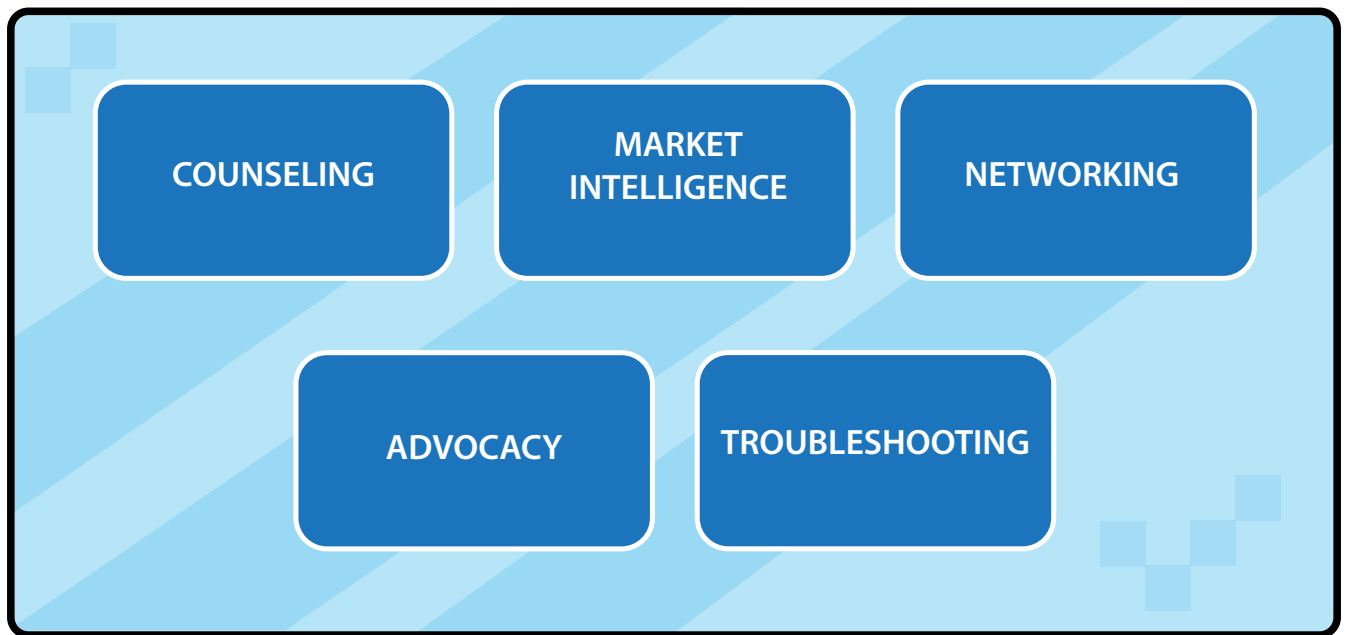 COUNSELING
MARKET
INTELLIGENCE
NETWORKING
ADVOCACY
TROUBLESHOOTING